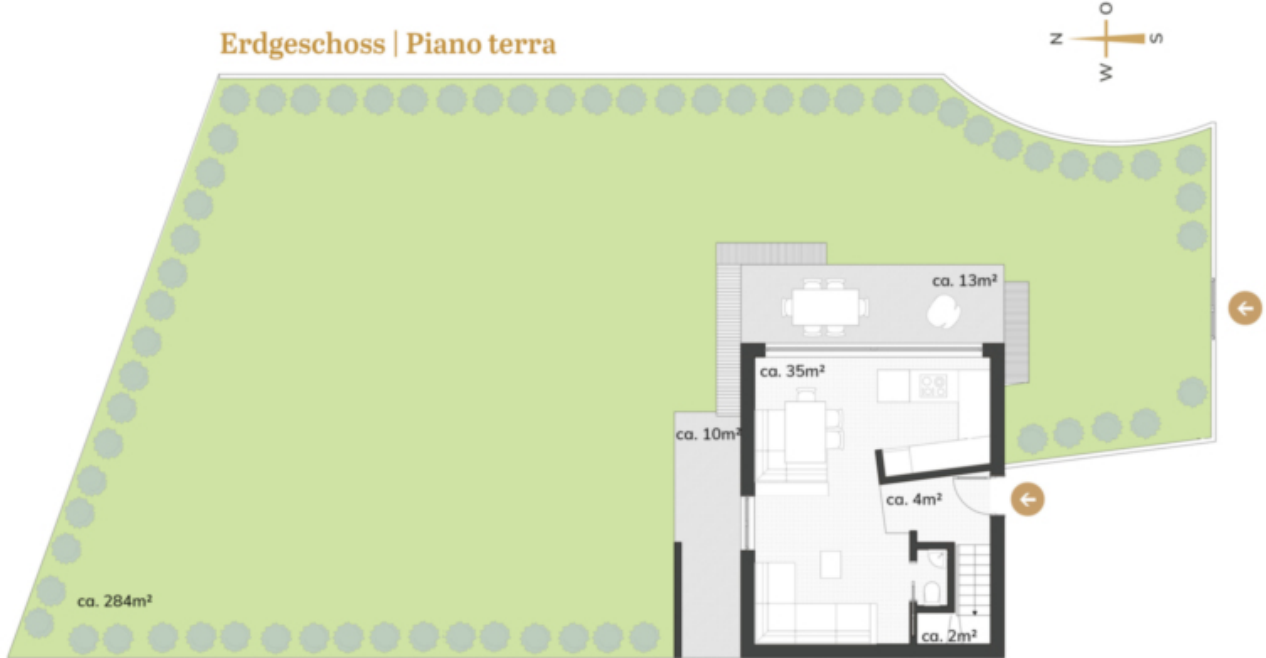 Erdgeschoss | Piano terra
O
N
S
W
ca. 13m²
ca. 35m²
ca. 10m²
ca. 4m²
ca. 284m²
ca. 2m²